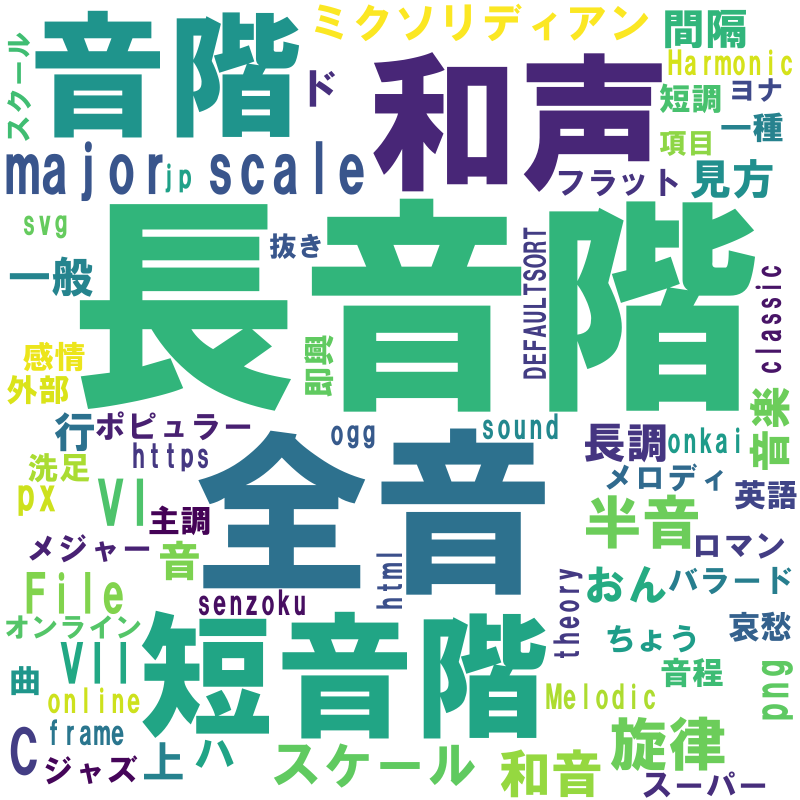 スクール
音階
ド
ミクソリディアン
間隔
Harmonic
和声
短調
ヨナ
一種
項目
major
jp
scale
フラット
見方
svg
抜き
一般
長音階
DEFAULTSORT
classic
感情
外部
即興
音楽
行
ポピュラー
ogg
sound
長調
onkai
https
洗足
px
VI
主調
全音
メロディ
英語
半音
メジャー
音
html
ロマン
File
senzoku
theory
おん
バラード
オンライン
短音階
ちょう
哀愁
曲
VII
音程
png
online
Melodic
frame
C
ジャズ
上
ハ
スケール
和音
旋律
スーパー